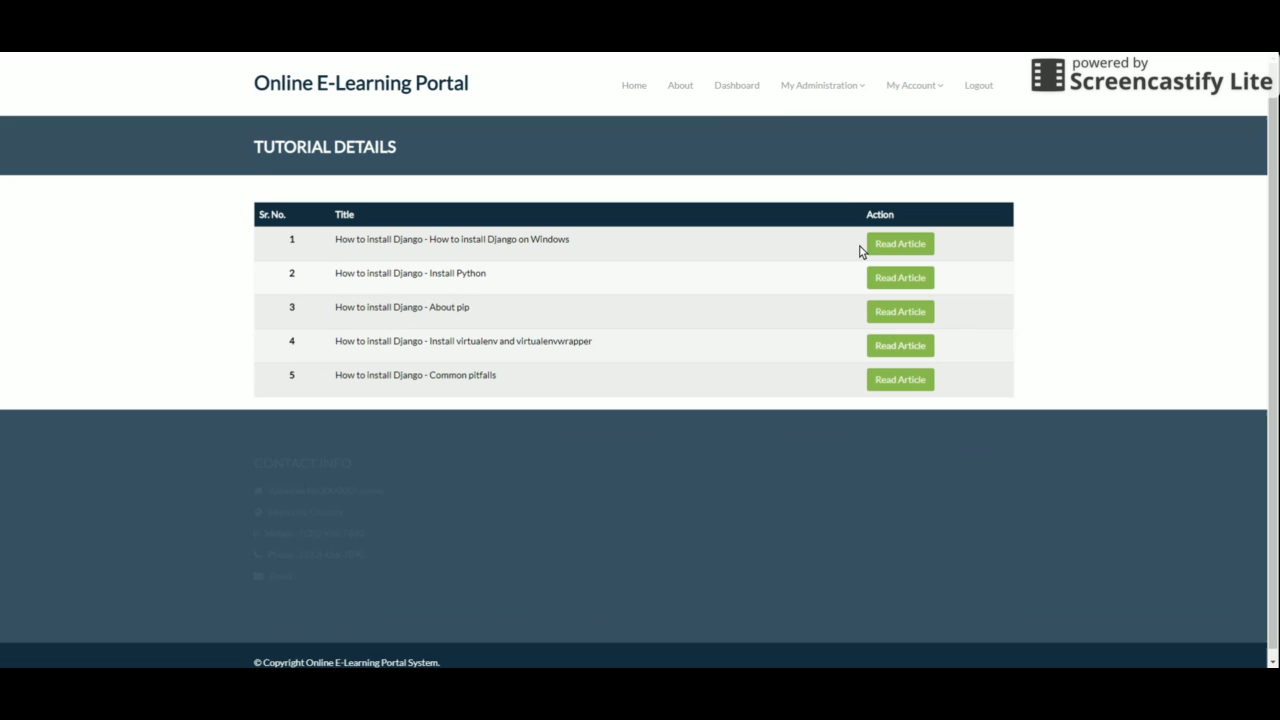 powered by
Screencastify Lite
Online E-Learning Portal
Home About Dashboard My Administration My Account Logout
TUTORIAL DETAILS
Sr. No. Title Action
1 How to install Django - How to install Django on Windows Read Article
2 How to install Django - Install Python Read Article
3 How to install Django - About pip Read Article
4 How to install Django - Install virtualenv and virtualenvwrapper Read Article
5 How to install Django - Common pitfalls Read Article
CONTACT INFO
© Copyright Online E-Learning Portal System.